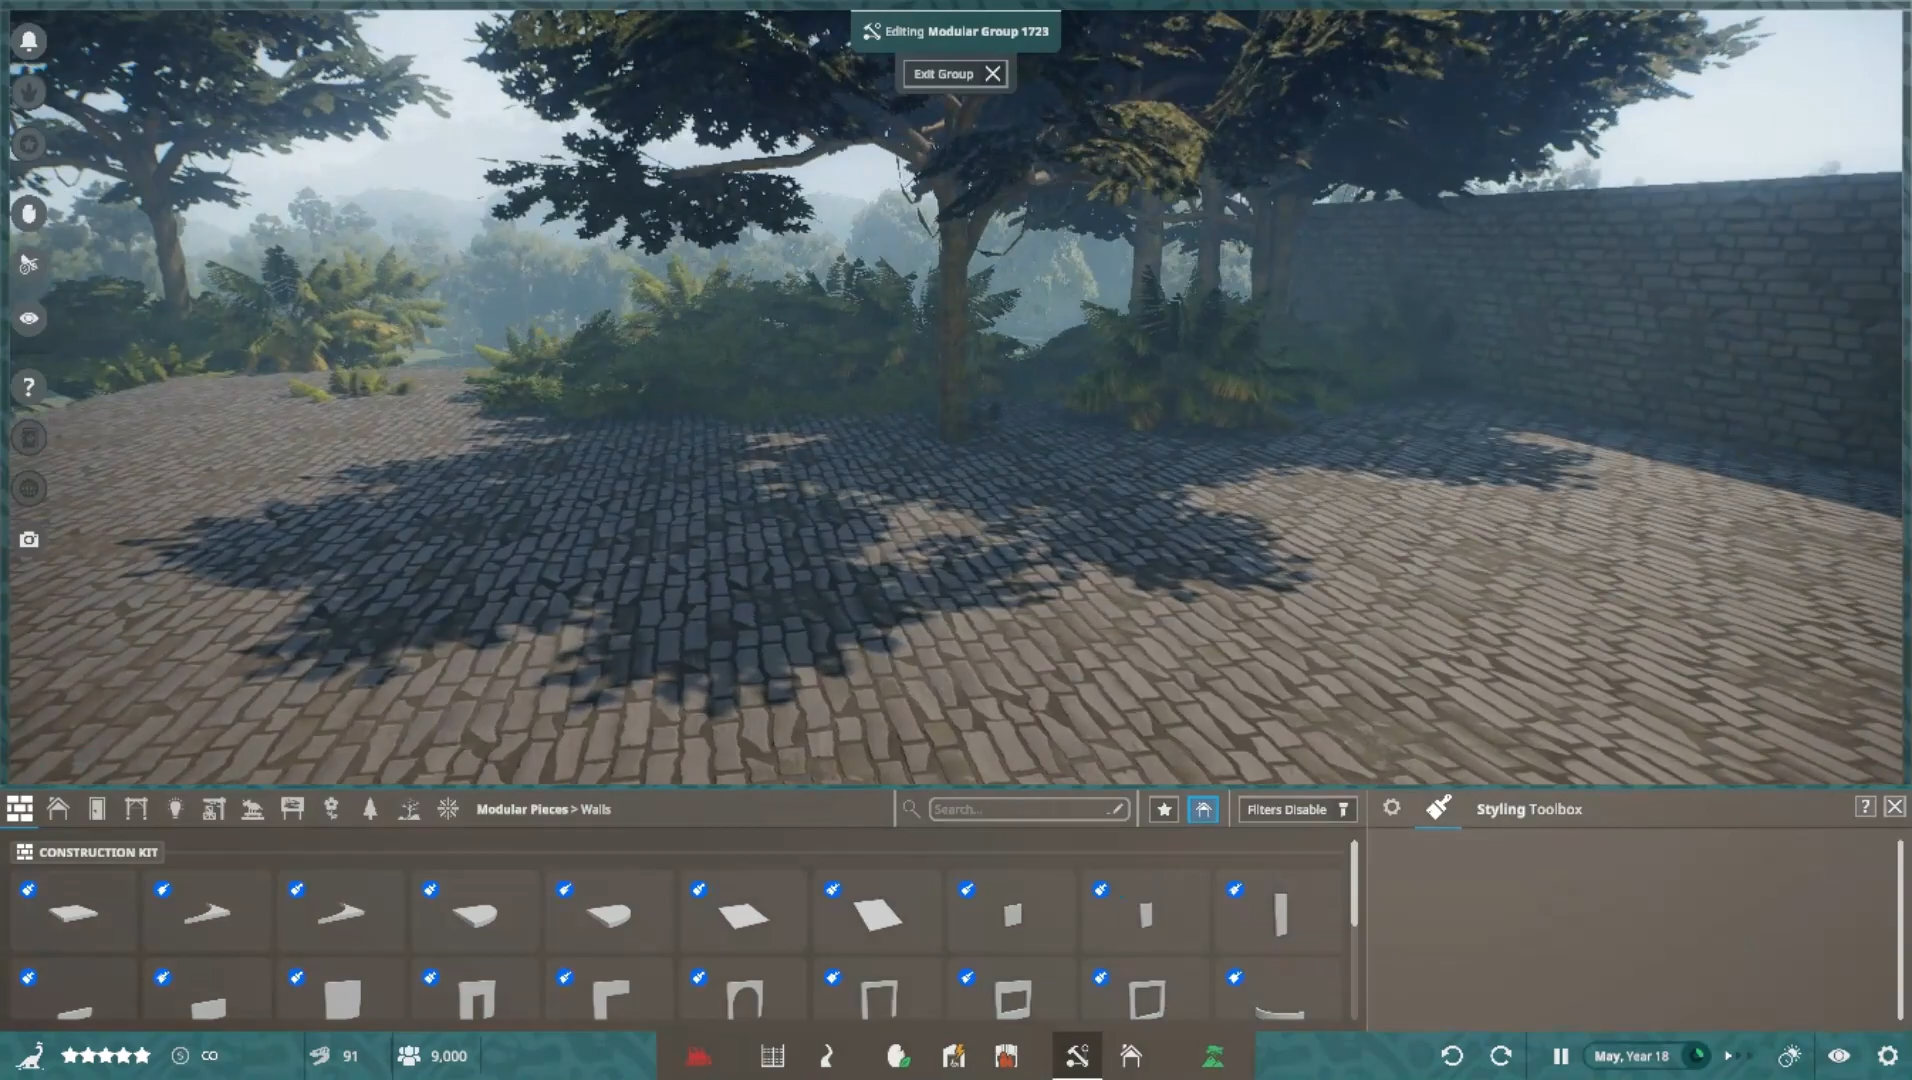 Editing Modular Group 1723
Exit Group
Modular Pieces > Walls
Search...
Filters Disable
Styling Toolbox
?
?
CONSTRUCTION KIT
91
9,000
May, Year 18